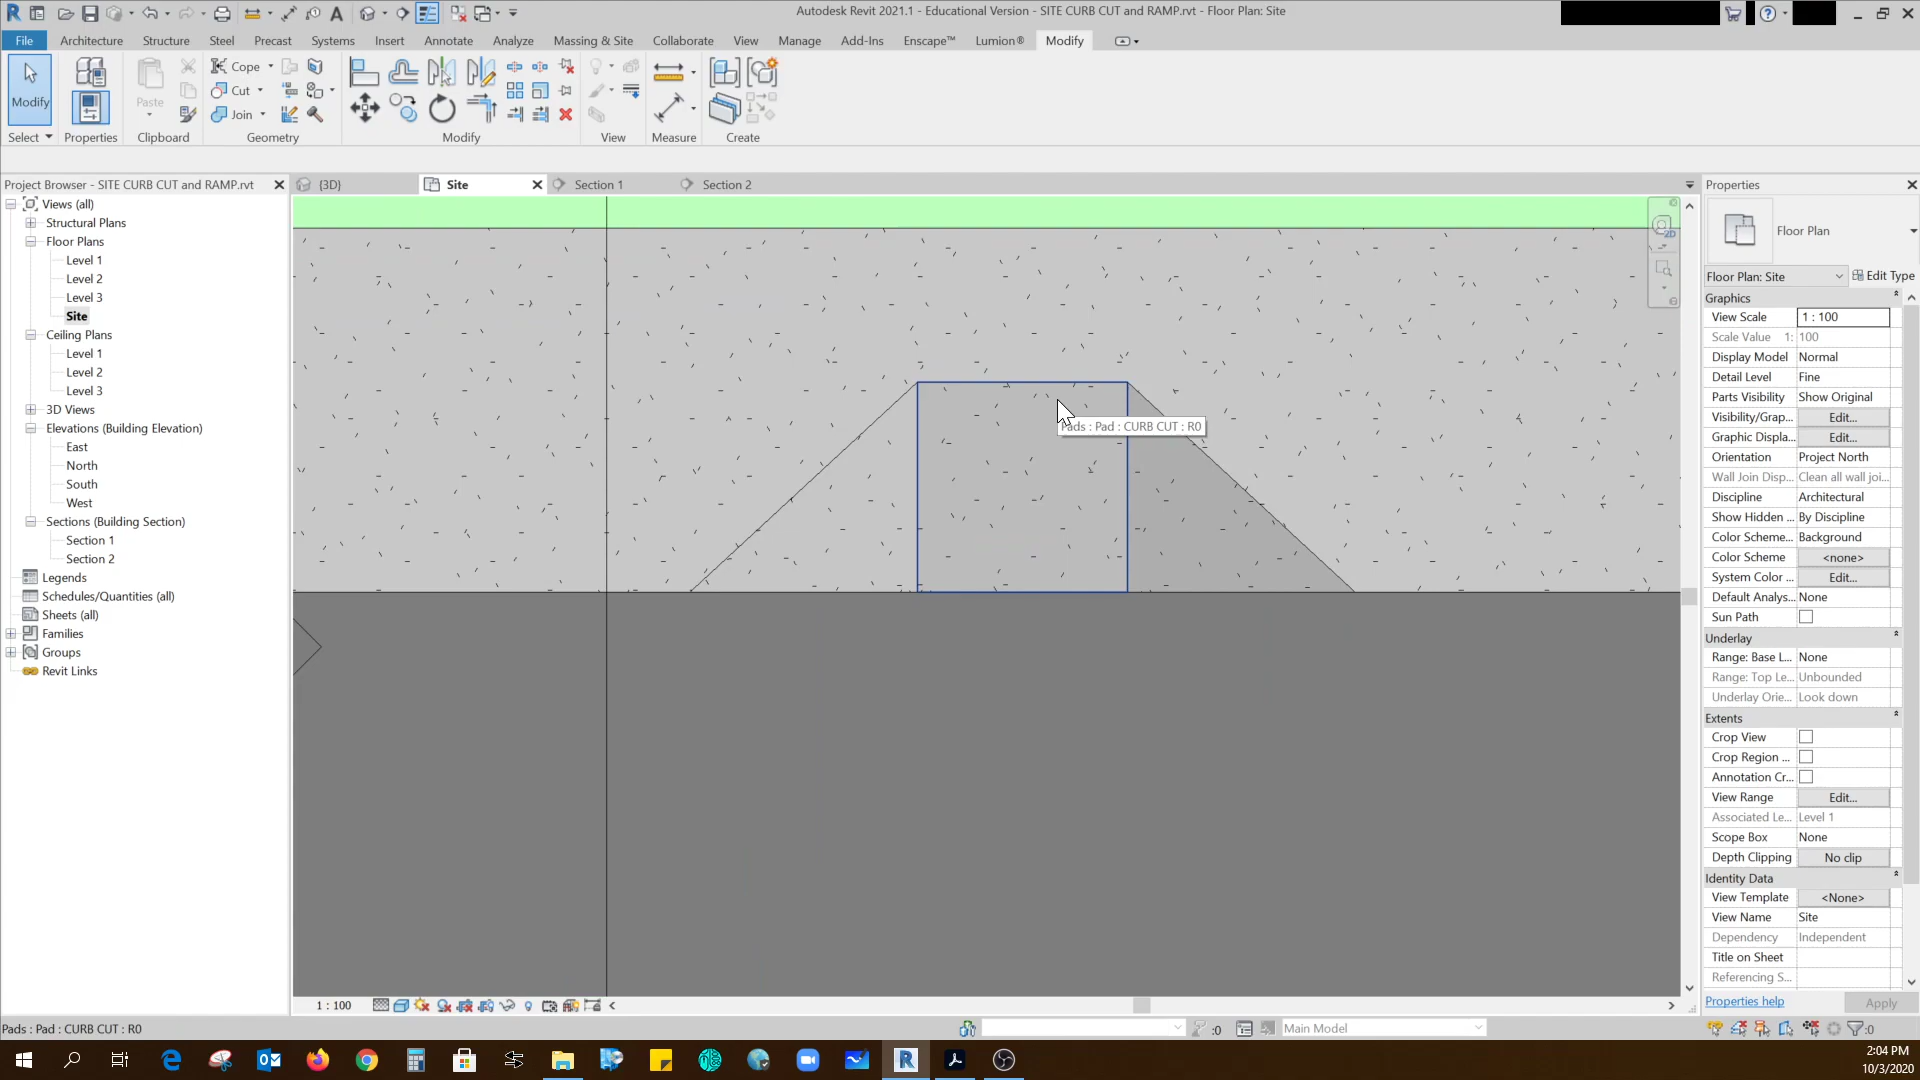 Autodesk Revit 2021.1 - Educational Version - SITE CURB CUT and RAMP.rvt - Floor Plan: Site
File Architecture Structure Steel Precast Systems Insert Annotate Analyze Massing & Site Collaborate View Manage Add-Ins Enscape™ Lumion® Modify
Modify
Paste
Cope
Cut
Join
Select Properties Clipboard Geometry Modify View Measure Create
Project Browser - SITE CURB CUT and RAMP.rvt
{3D} Site Section 1 Section 2
Views (all)
Structural Plans
Floor Plans
Level 1
Level 2
Level 3
Site
Ceiling Plans
Level 1
Level 2
Level 3
3D Views
Elevations (Building Elevation)
East
North
South
West
Sections (Building Section)
Section 1
Section 2
Legends
Schedules/Quantities (all)
Sheets (all)
Families
Groups
Revit Links
2D
Pads : Pad : CURB CUT : R0
Properties
Floor Plan
Floor Plan: Site Edit Type
Graphics
View Scale 1 : 100
Scale Value 1: 100
Display Model Normal
Detail Level Fine
Parts Visibility Show Original
Visibility/Grap... Edit...
Graphic Displa... Edit...
Orientation Project North
Wall Join Disp... Clean all wall joi...
Discipline Architectural
Show Hidden ... By Discipline
Color Scheme... Background
Color Scheme <none>
System Color ... Edit...
Default Analys... None
Sun Path
Underlay
Range: Base L... None
Range: Top Le... Unbounded
Underlay Orie... Look down
Extents
Crop View
Crop Region ...
Annotation Cr...
View Range Edit...
Associated Le... Level 1
Scope Box None
Depth Clipping No clip
Identity Data
View Template <None>
View Name Site
Dependency Independent
Title on Sheet
Referencing S...
Properties help Apply
1 : 100
Pads : Pad : CURB CUT : R0
:0 Main Model :0
2:04 PM
10/3/2020